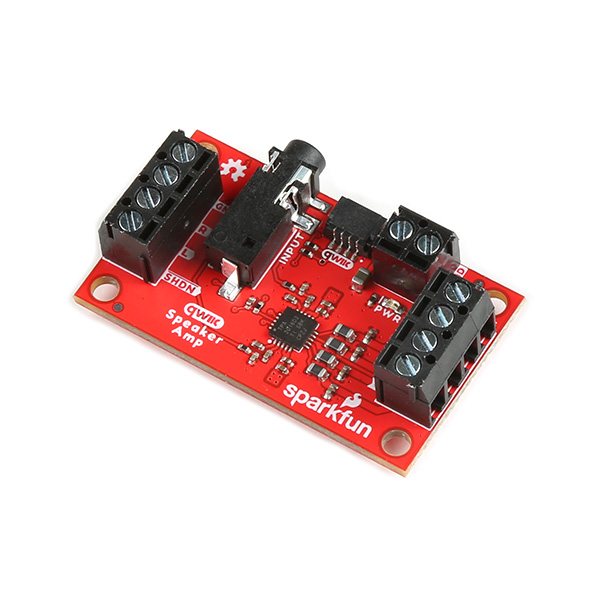 R
L
INPUT
qwiic
SHDN
PWR
qwiic
Speaker
Amp
sparkfun